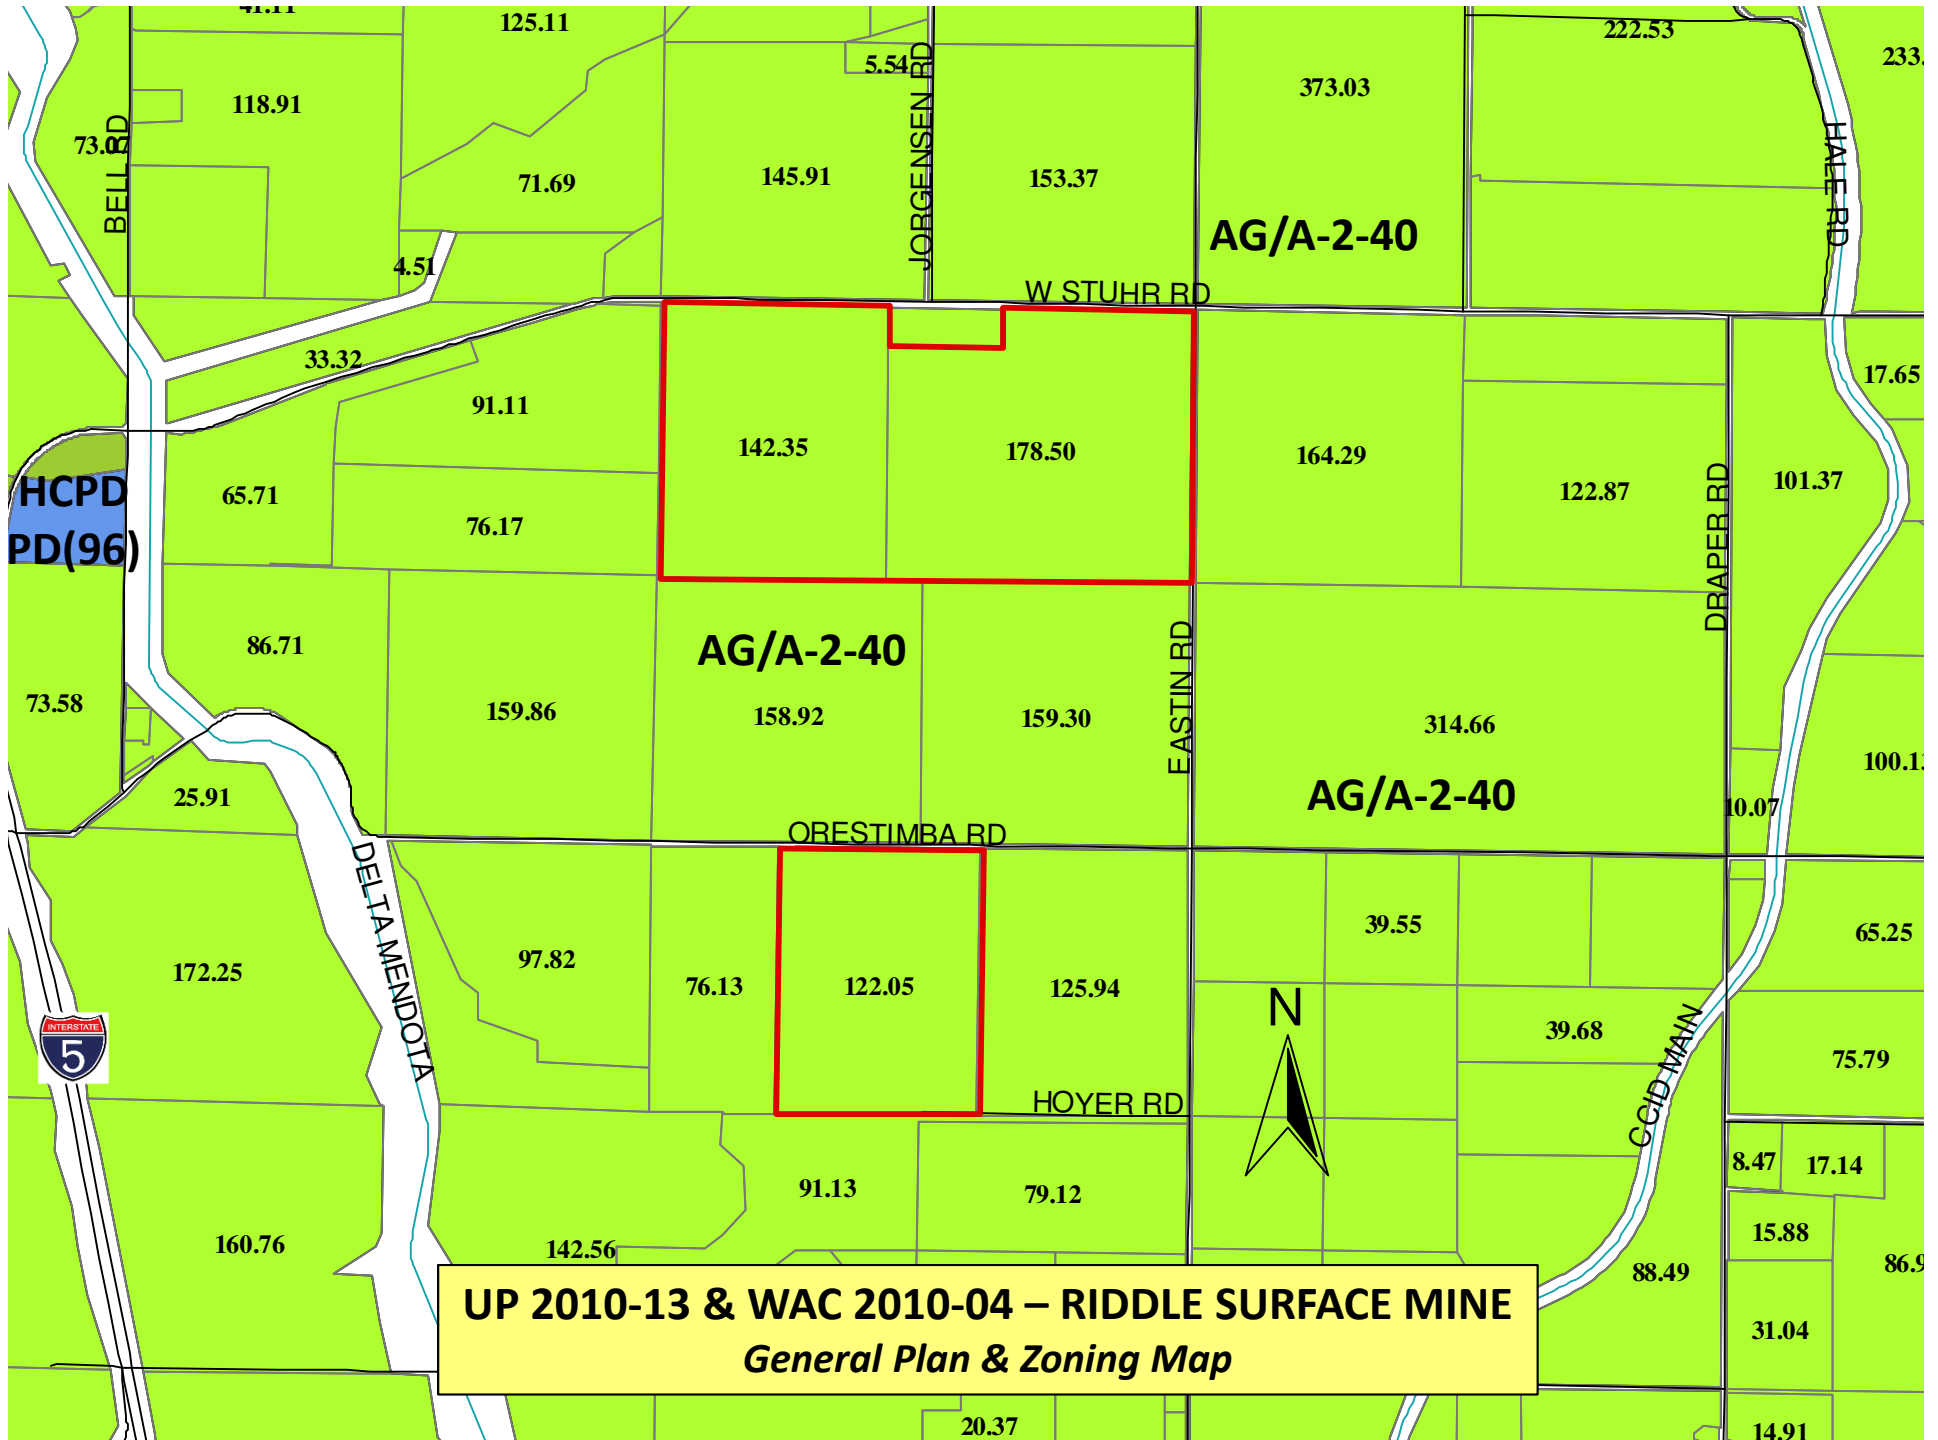 41.11
125.11
222.53
233.
5.54
373.03
118.91
73.07
BELL RD
71.69
145.91
JORGENSEN RD
153.37
HALE RD
AG/A-2-40
4.51
W STUHR RD
33.32
17.65
91.11
142.35
178.50
164.29
122.87
DRAPER RD
101.37
HCPD
PD(96)
65.71
76.17
86.71
AG/A-2-40
EASTIN RD
73.58
159.86
158.92
159.30
314.66
100.13
25.91
AG/A-2-40
10.07
ORESTIMBA RD
DELTA MENDOTA
39.55
65.25
172.25
97.82
76.13
122.05
125.94
N
39.68
CCID MAIN
75.79
INTERSTATE
5
HOYER RD
8.47
17.14
91.13
79.12
160.76
142.56
15.88
88.49
86.9
UP 2010-13 & WAC 2010-04 – RIDDLE SURFACE MINE
General Plan & Zoning Map
31.04
20.37
14.91